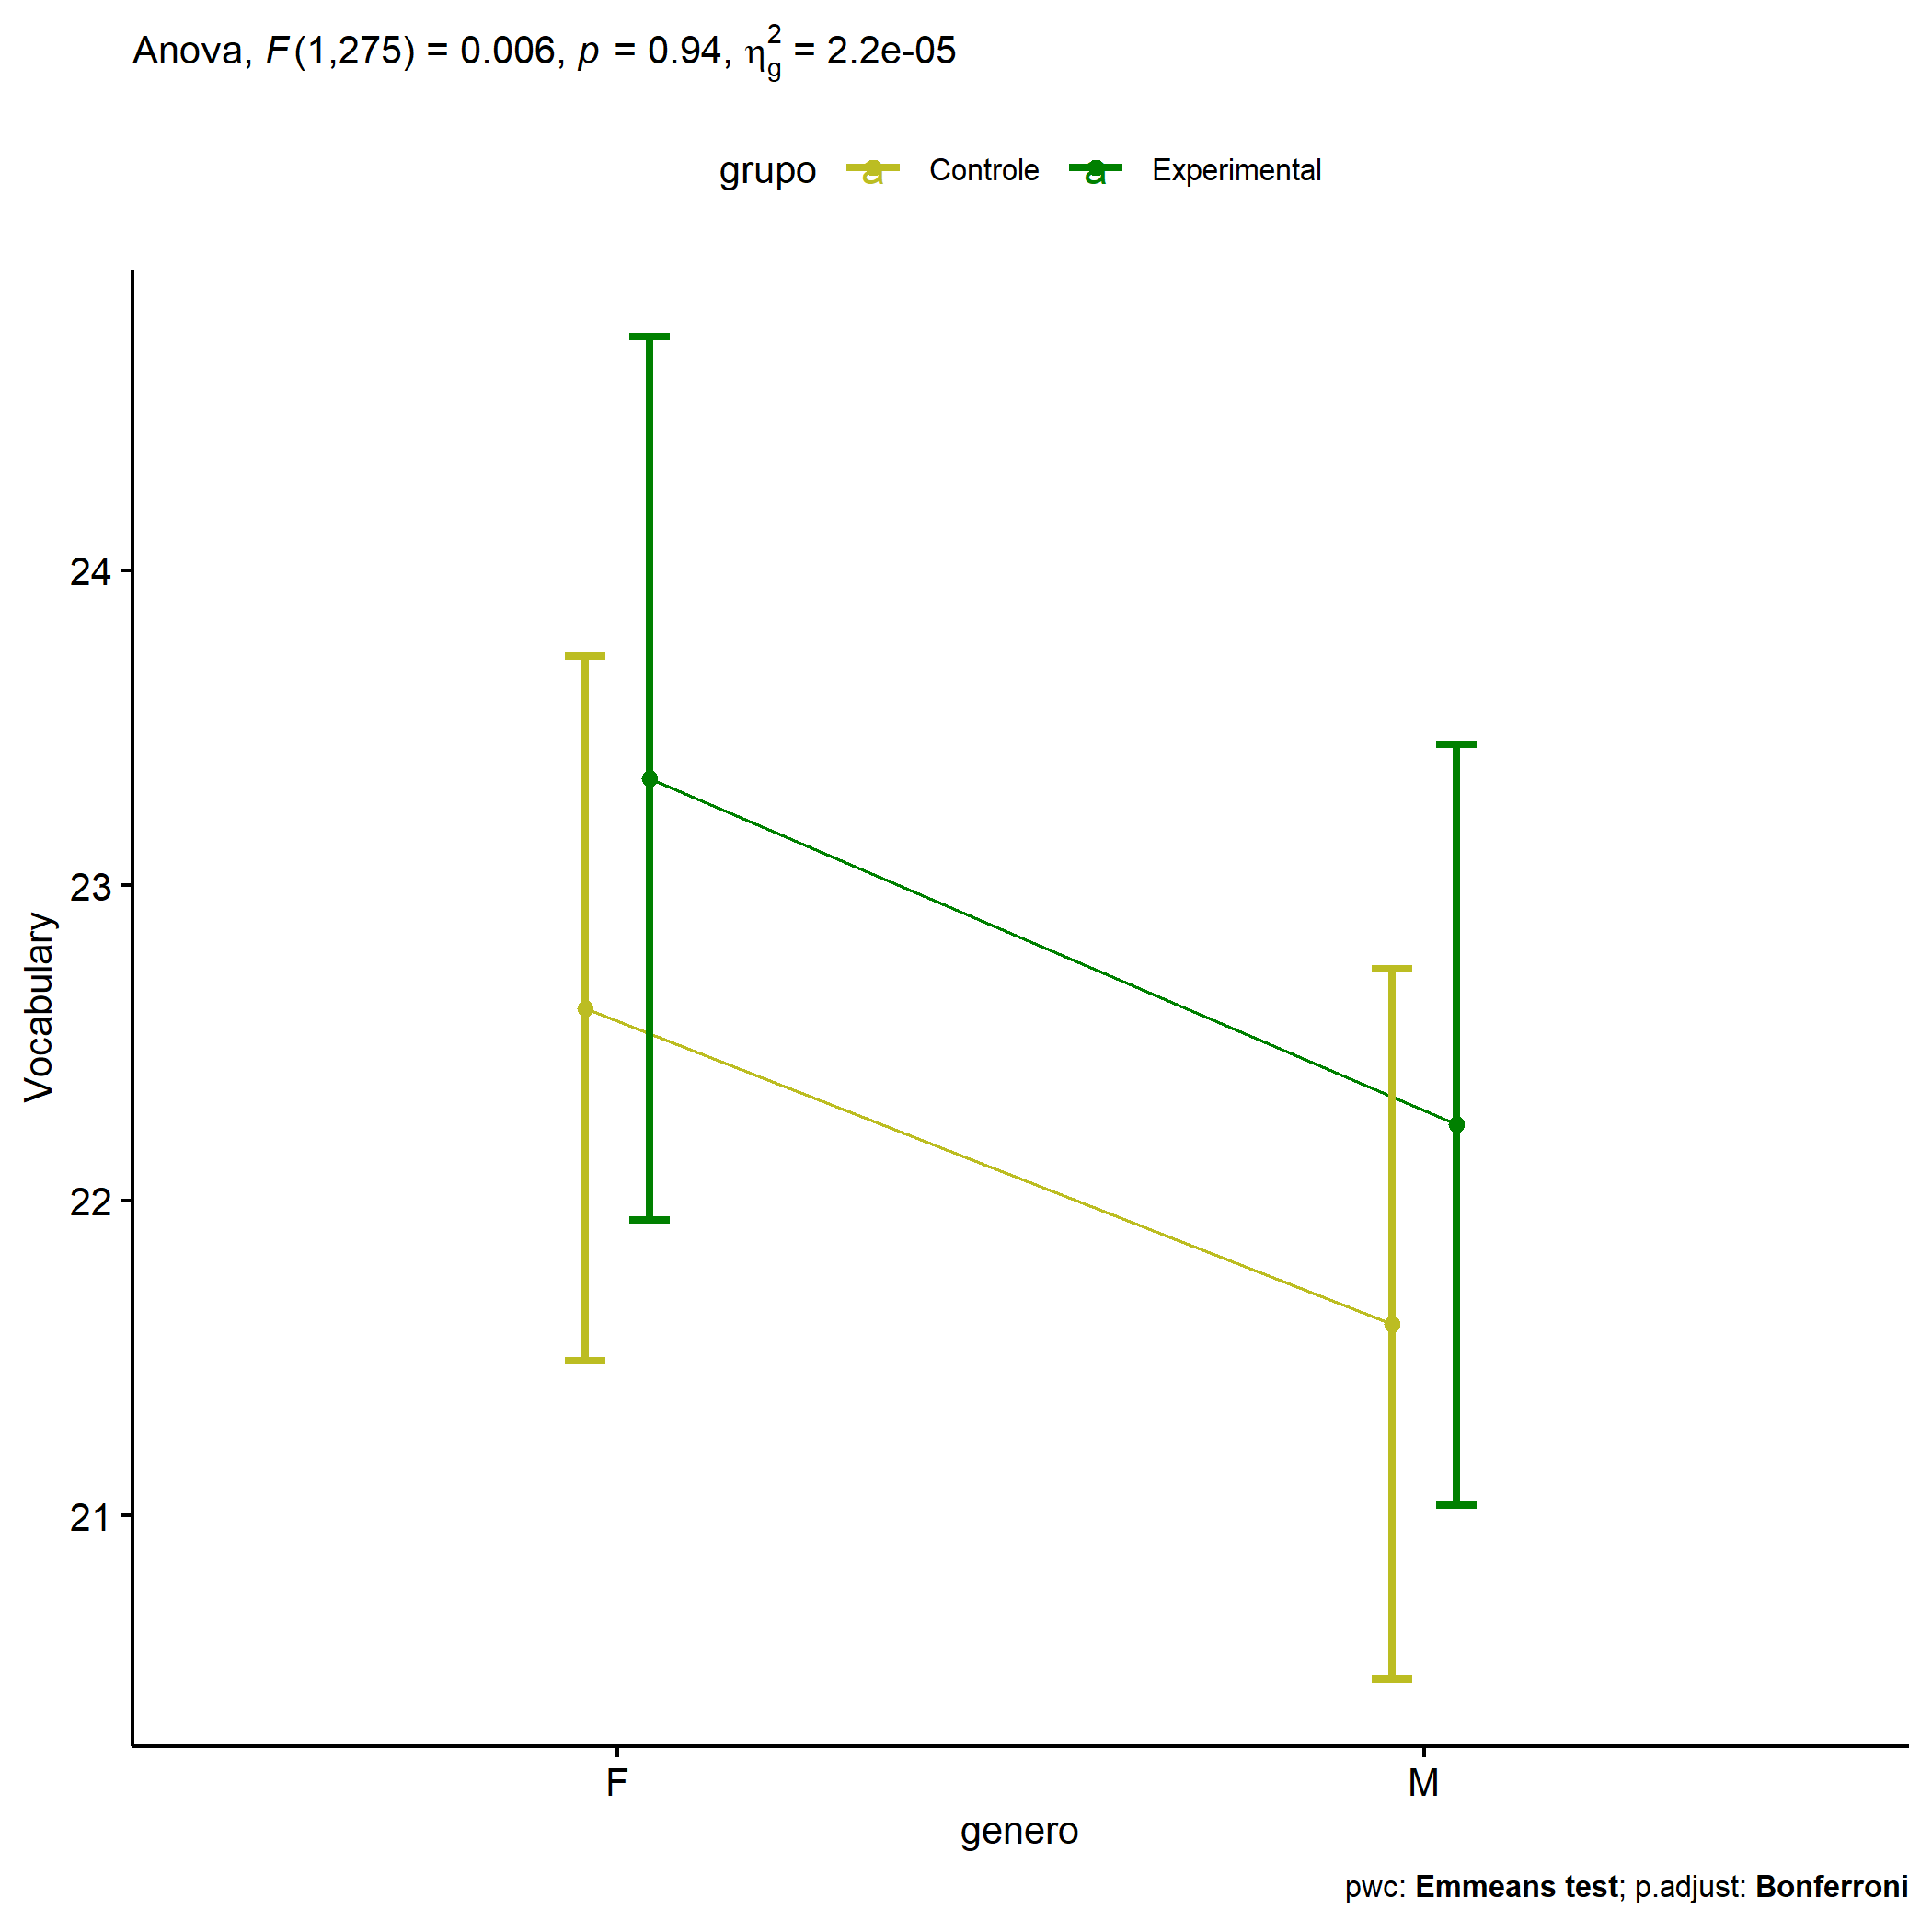 Anova, F(1,275) = 0.006, p = 0.94, η²g = 2.2e-05
grupo a Controle a Experimental
24
23
22
21
Vocabulary
F M
genero
pwc: Emmeans test; p.adjust: Bonferroni